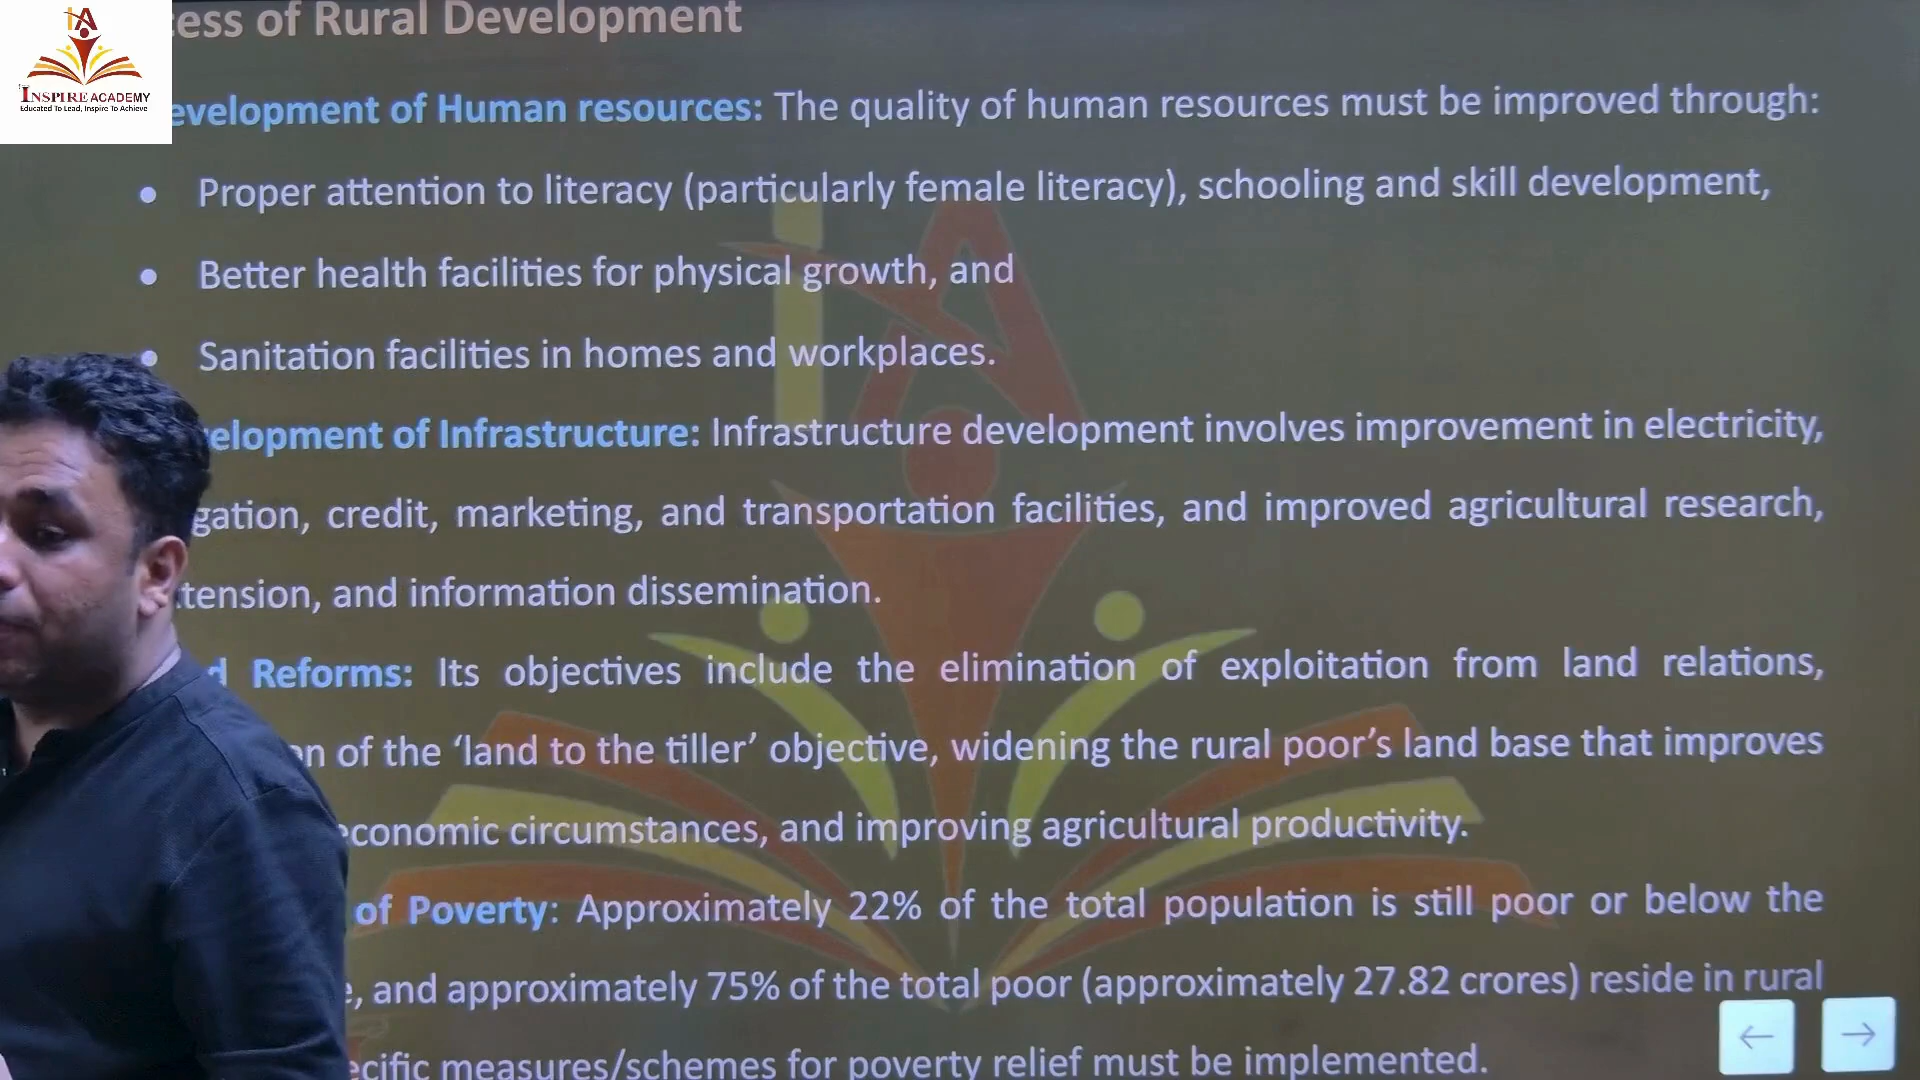 IA
INSPIRE ACADEMY
Educated To Lead, Inspire To Achieve
cess of Rural Development
evelopment of Human resources: The quality of human resources must be improved through:
• Proper attention to literacy (particularly female literacy), schooling and skill development,
• Better health facilities for physical growth, and
• Sanitation facilities in homes and workplaces.
elopment of Infrastructure: Infrastructure development involves improvement in electricity,
gation, credit, marketing, and transportation facilities, and improved agricultural research,
tension, and information dissemination.
d Reforms: Its objectives include the elimination of exploitation from land relations,
n of the ‘land to the tiller’ objective, widening the rural poor’s land base that improves
economic circumstances, and improving agricultural productivity.
of Poverty: Approximately 22% of the total population is still poor or below the
e, and approximately 75% of the total poor (approximately 27.82 crores) reside in rural
ecific measures/schemes for poverty relief must be implemented.